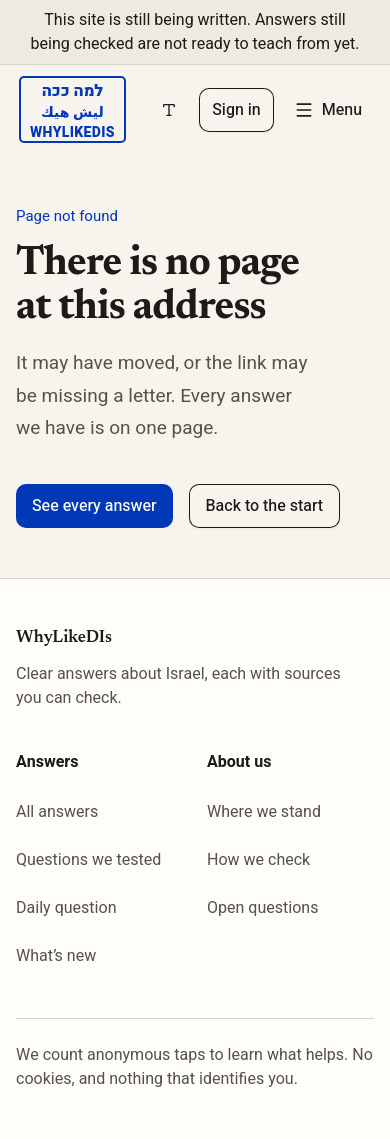 This site is still being written. Answers still
being checked are not ready to teach from yet.
למה ככה
ليش هيك
WHYLIKEDIS
T
Sign in
Menu
Page not found
There is no page
at this address
It may have moved, or the link may
be missing a letter. Every answer
we have is on one page.
See every answer
Back to the start
WhyLikeDIs
Clear answers about Israel, each with sources
you can check.
Answers
About us
All answers
Where we stand
Questions we tested
How we check
Daily question
Open questions
What’s new
We count anonymous taps to learn what helps. No
cookies, and nothing that identifies you.